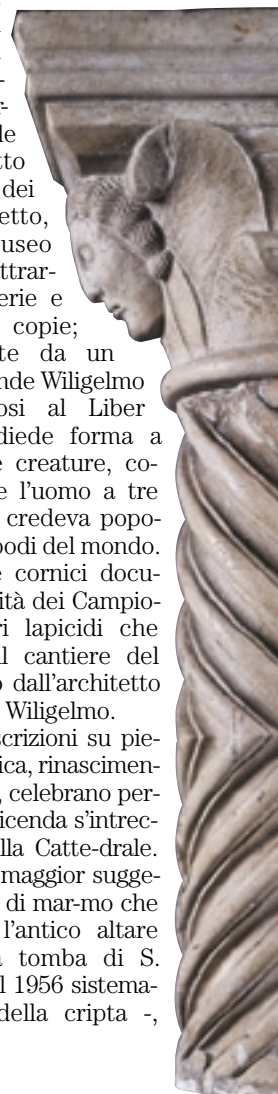 le
tto
dei
etto,
useo
ttrar-
erie e
copie;
te da un
nde Wiligelmo
osi al Liber
diede forma a
e creature, co-
e l'uomo a tre
credeva popo-
podi del mondo.
e cornici docu-
ità dei Campio-
ri lapicidi che
l cantiere del
o dall'architetto
Wiligelmo.
scrizioni su pie-
ica, rinascimen-
, celebrano per-
icenda s'intrec-
lla Catte-drale.
maggior sugge-
di mar-mo che
l'antico altare
a tomba di S.
l 1956 sistema-
della cripta -,